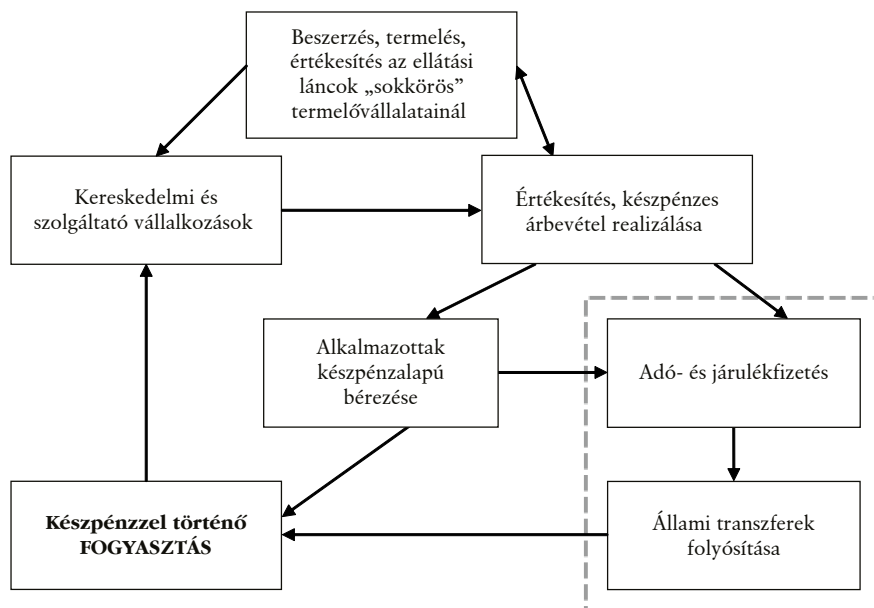 Beszerzés, termelés,
értékesítés az ellátási
láncok „sokkörös”
termelővállalatainál
Kereskedelmi és
szolgáltató vállalkozások
Értékesítés, készpénzes
árbevétel realizálása
Alkalmazottak
készpénzalapú
bérezése
Adó- és járulékfizetés
Készpénzzel történő
FOGYASZTÁS
Állami transzferek
folyósítása